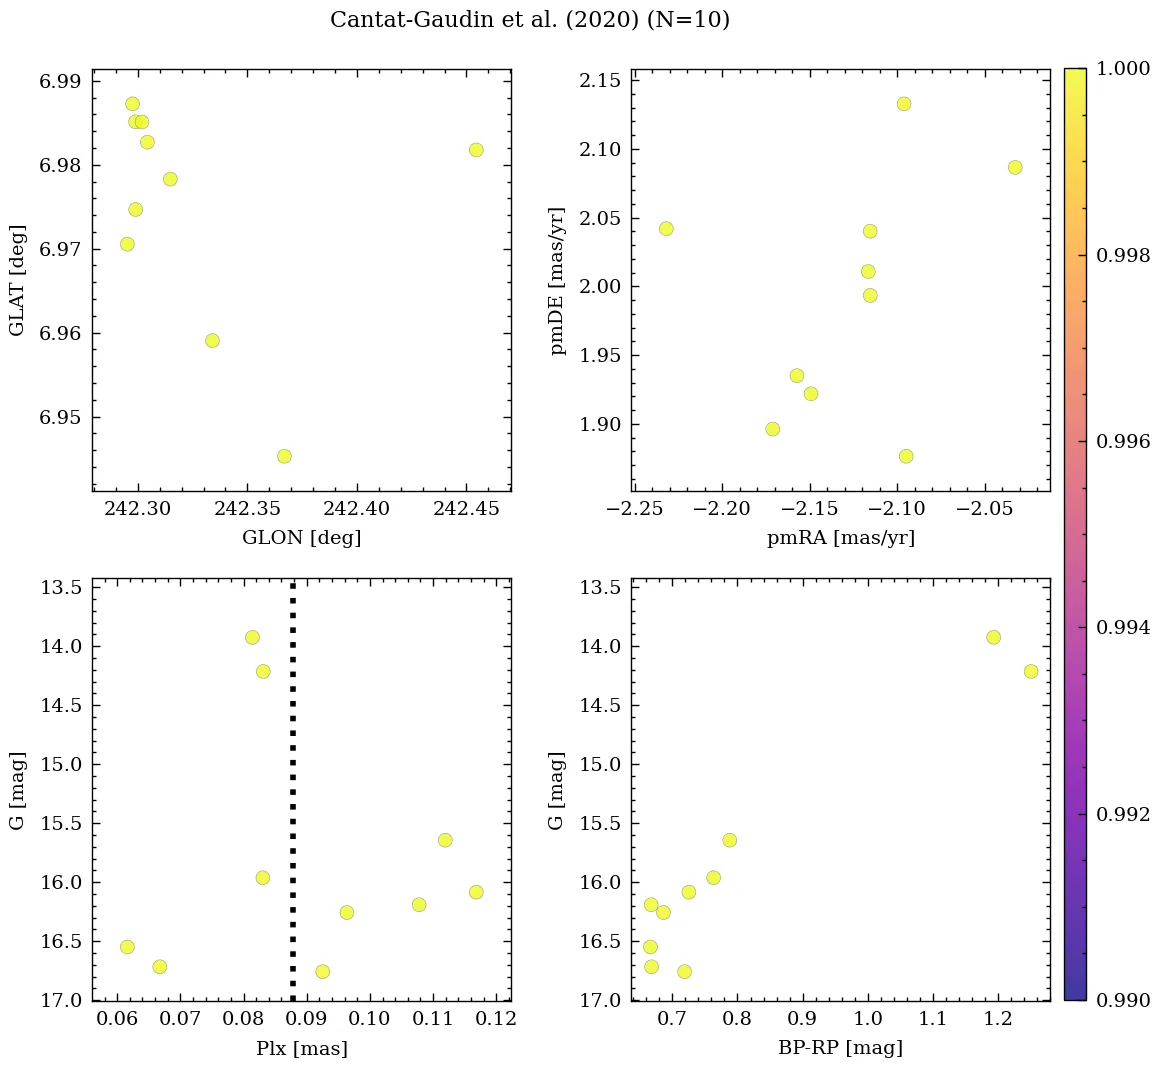 Cantat-Gaudin et al. (2020) (N=10)
6.99
6.98
6.97
6.96
6.95
GLAT [deg]
242.30 242.35 242.40 242.45
GLON [deg]
2.15
2.10
2.05
2.00
1.95
1.90
pmDE [mas/yr]
−2.25 −2.20 −2.15 −2.10 −2.05
pmRA [mas/yr]
13.5
14.0
14.5
15.0
15.5
16.0
16.5
17.0
G [mag]
0.06 0.07 0.08 0.09 0.10 0.11 0.12
Plx [mas]
13.5
14.0
14.5
15.0
15.5
16.0
16.5
17.0
G [mag]
0.7 0.8 0.9 1.0 1.1 1.2
BP-RP [mag]
1.000
0.998
0.996
0.994
0.992
0.990